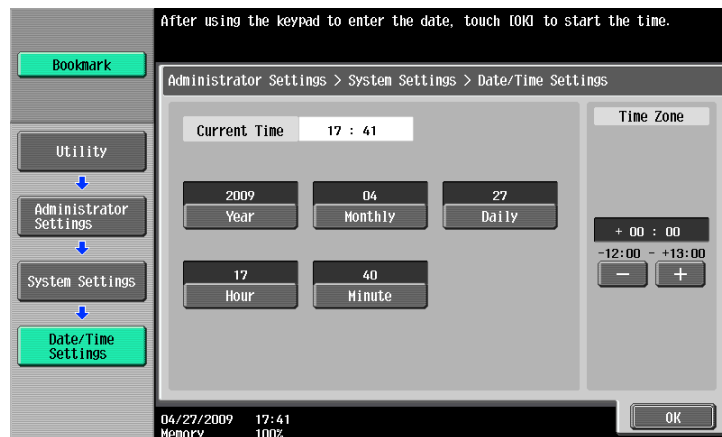 After using the keypad to enter the date, touch [OK] to start the time.
Bookmark
Administrator Settings > System Settings > Date/Time Settings
Current Time 17 : 41
Time Zone
Utility
2009 04 27
Year Monthly Daily
Administrator
Settings
+ 00 : 00
-12:00 - +13:00
− +
System Settings
17 40
Hour Minute
Date/Time
Settings
OK
04/27/2009 17:41
Memory 100%